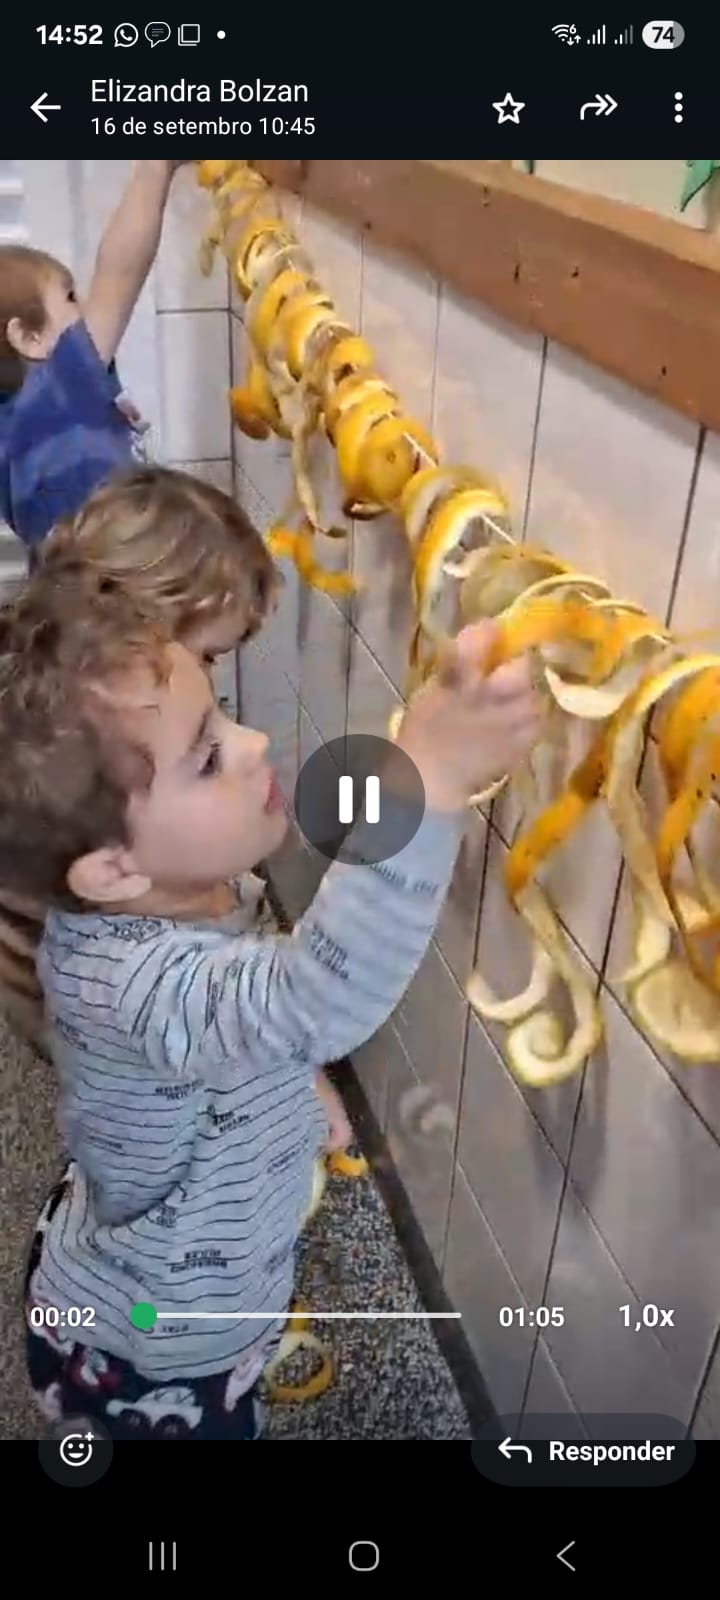 14:52
74
Elizandra Bolzan
16 de setembro 10:45
00:02
01:05
1,0x
Responder